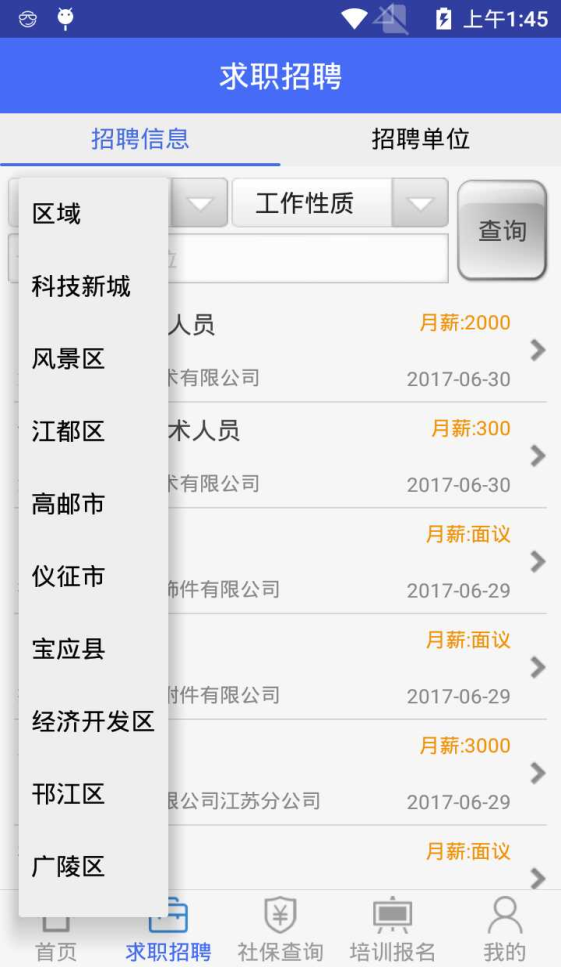 上午1:45
求职招聘
招聘信息 招聘单位
区域 工作性质
查询
科技新城
风景区
江都区
高邮市
仪征市
宝应县
经济开发区
邗江区
广陵区
人员 月薪:2000
术有限公司 2017-06-30
术人员 月薪:300
术有限公司 2017-06-30
月薪:面议
饰件有限公司 2017-06-29
月薪:面议
附件有限公司 2017-06-29
月薪:3000
限公司江苏分公司 2017-06-29
月薪:面议
首页 求职招聘 社保查询 培训报名 我的